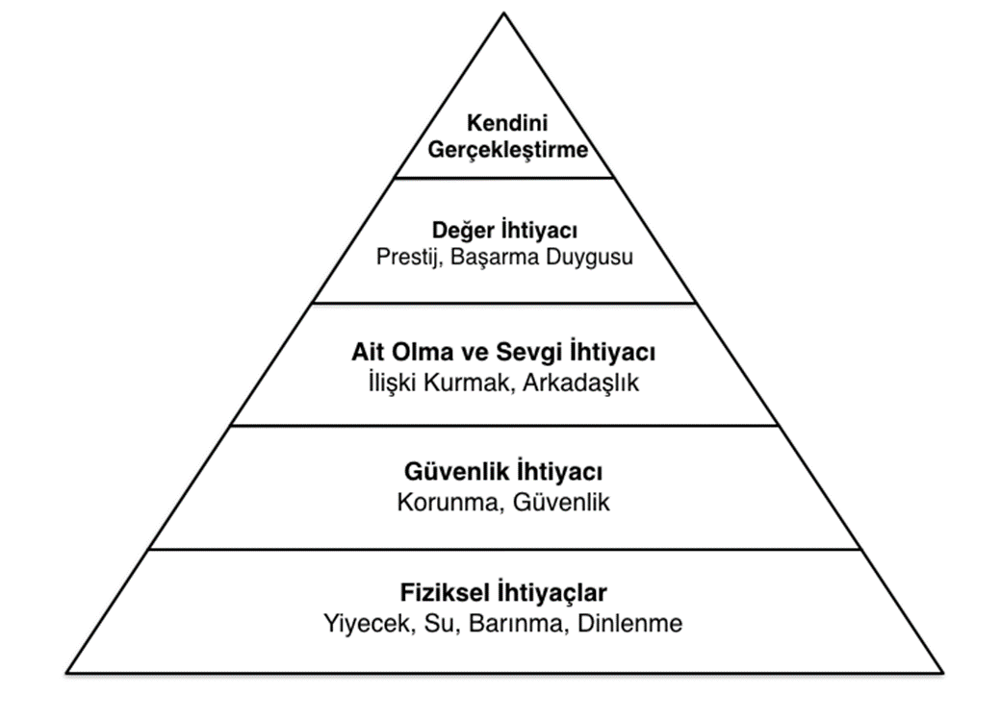 Kendini
Gerçekleştirme
Değer İhtiyacı
Prestij, Başarma Duygusu
Ait Olma ve Sevgi İhtiyacı
İlişki Kurmak, Arkadaşlık
Güvenlik İhtiyacı
Korunma, Güvenlik
Fiziksel İhtiyaçlar
Yiyecek, Su, Barınma, Dinlenme